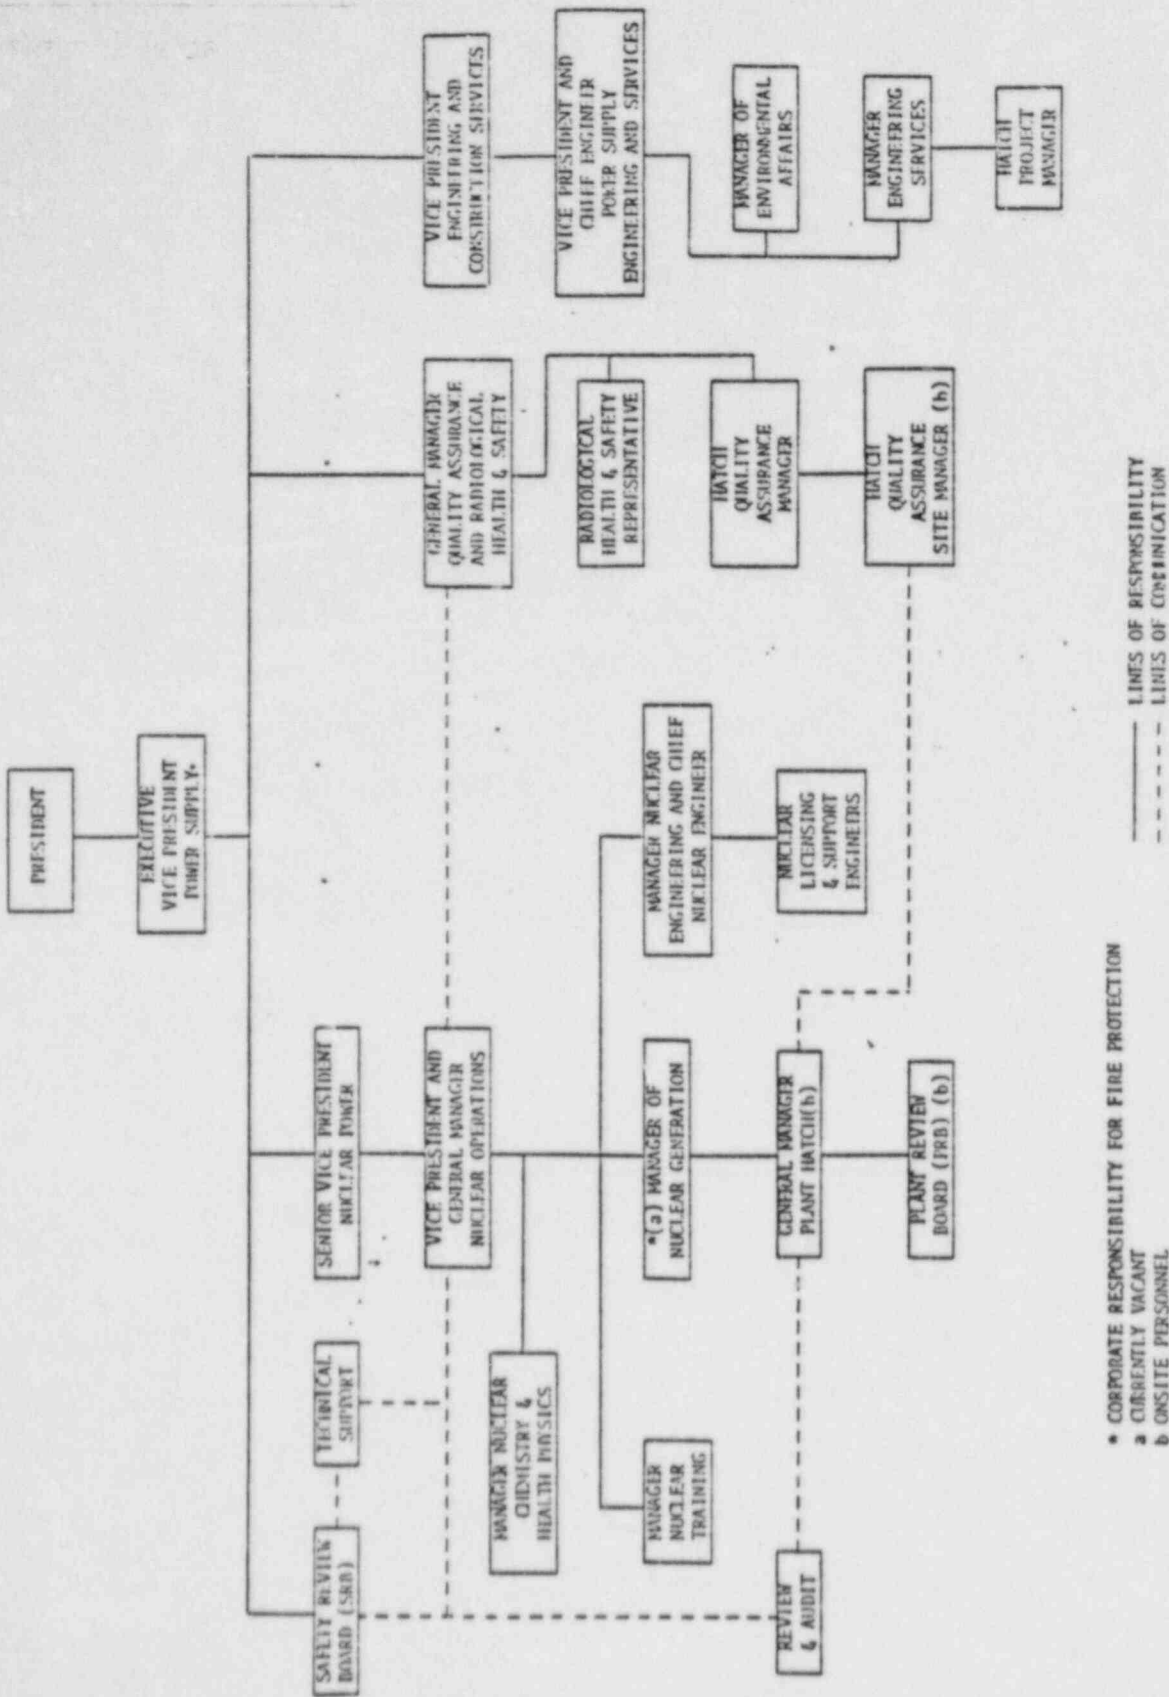 PRESIDENT
EXECUTIVE
VICE PRESIDENT
POWER SUPPLY*
SAFETY REVIEW
BOARD (SRB)
TECHNICAL
SUPPORT
SENIOR VICE PRESIDENT
NUCLEAR POWER
VICE PRESIDENT AND
GENERAL MANAGER
NUCLEAR OPERATIONS
GENERAL MANAGER
QUALITY ASSURANCE
AND RADIOLOGICAL
HEALTH & SAFETY
VICE PRESIDENT
ENGINEERING AND
CONSTRUCTION SERVICES
MANAGER NUCLEAR
CHEMISTRY &
HEALTH PHYSICS
VICE PRESIDENT AND
CHIEF ENGINEER
POWER SUPPLY
ENGINEERING AND SERVICES
RADIOLOGICAL
HEALTH & SAFETY
REPRESENTATIVE
MANAGER
NUCLEAR
TRAINING
*(a) MANAGER OF
NUCLEAR GENERATION
MANAGER NUCLEAR
ENGINEERING AND CHIEF
NUCLEAR ENGINEER
HATCH
QUALITY
ASSURANCE
MANAGER
MANAGER OF
ENVIRONMENTAL
AFFAIRS
REVIEW
& AUDIT
GENERAL MANAGER
PLANT HATCH(b)
NUCLEAR
LICENSING
& SUPPORT
ENGINEERS
HATCH
QUALITY
ASSURANCE
SITE MANAGER (b)
MANAGER
ENGINEERING
SERVICES
PLANT REVIEW
BOARD (PRB) (b)
HATCH
PROJECT
MANAGER
* CORPORATE RESPONSIBILITY FOR FIRE PROTECTION
a CURRENTLY VACANT
b ONSITE PERSONNEL
LINES OF RESPONSIBILITY
LINES OF COMMUNICATION